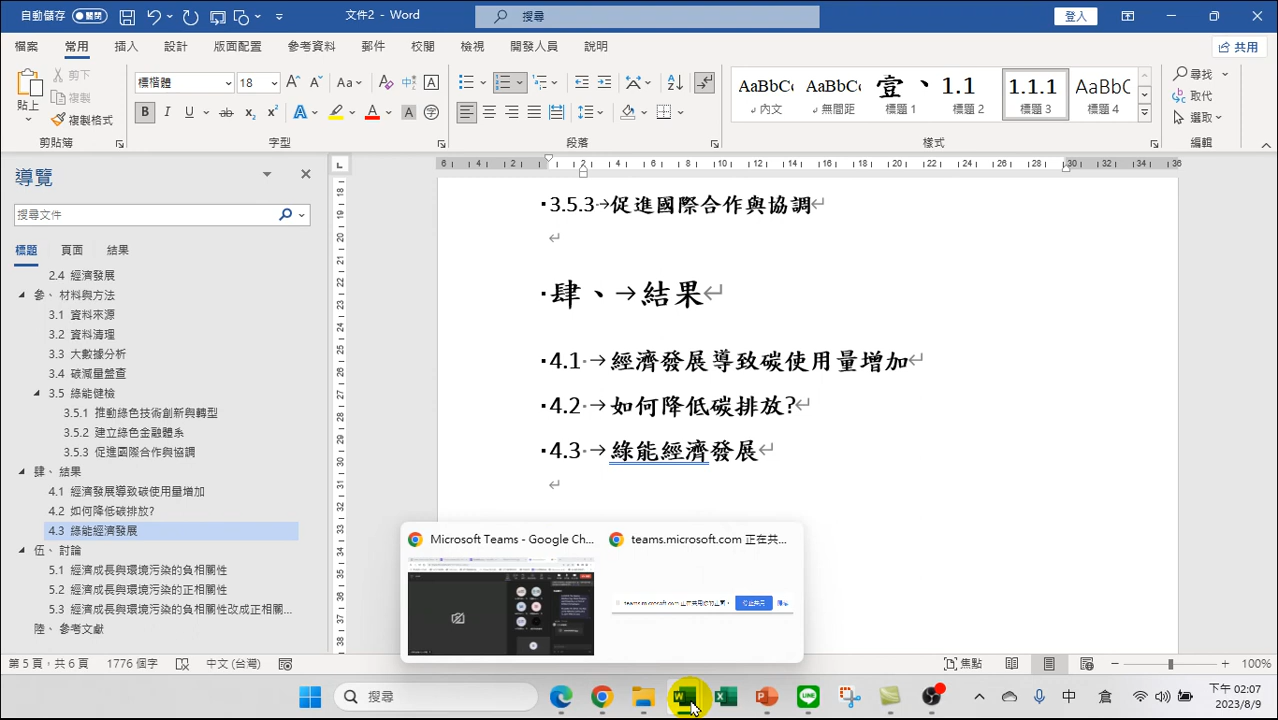 自動儲存 關閉 文件2 - Word 搜尋 登入
檔案 常用 插入 設計 版面配置 參考資料 郵件 校閱 檢視 開發人員 說明 共用
貼上 剪下 複製 複製格式
標楷體 18
AaBbCc AaBbCc 壹、 1.1 1.1.1 AaBbC
內文 無間距 標題 1 標題 2 標題 3 標題 4
尋找 取代 選取
剪貼簿 字型 段落 樣式 編輯
導覽
搜尋文件
標題 頁面 結果
2.4 經濟發展
參、 材料與方法
3.1 資料來源
3.2 資料清理
3.3 大數據分析
3.4 碳減量盤查
3.5 綠能健檢
3.5.1 推動綠色技術創新與轉型
3.5.2 建立綠色金融體系
3.5.3 促進國際合作與協調
肆、 結果
4.1 經濟發展導致碳使用量增加
4.2 如何降低碳排放?
4.3 綠能經濟發展
伍、 討論
5.1 經濟成長與環境污染的負相關性
5.2 經濟成長與環境污染的正相關性
5.3 經濟成長與環境污染的負相關性改成正相關...
陸、 參考文獻
3.5.3 促進國際合作與協調
肆、 結果
4.1 經濟發展導致碳使用量增加
4.2 如何降低碳排放?
4.3 綠能經濟發展
Microsoft Teams - Google Ch... teams.microsoft.com 正在共...
第 5 頁，共 6 頁 1776 個字 中文 (台灣) 焦點 100%
搜尋 中 下午 02:07
2023/8/9